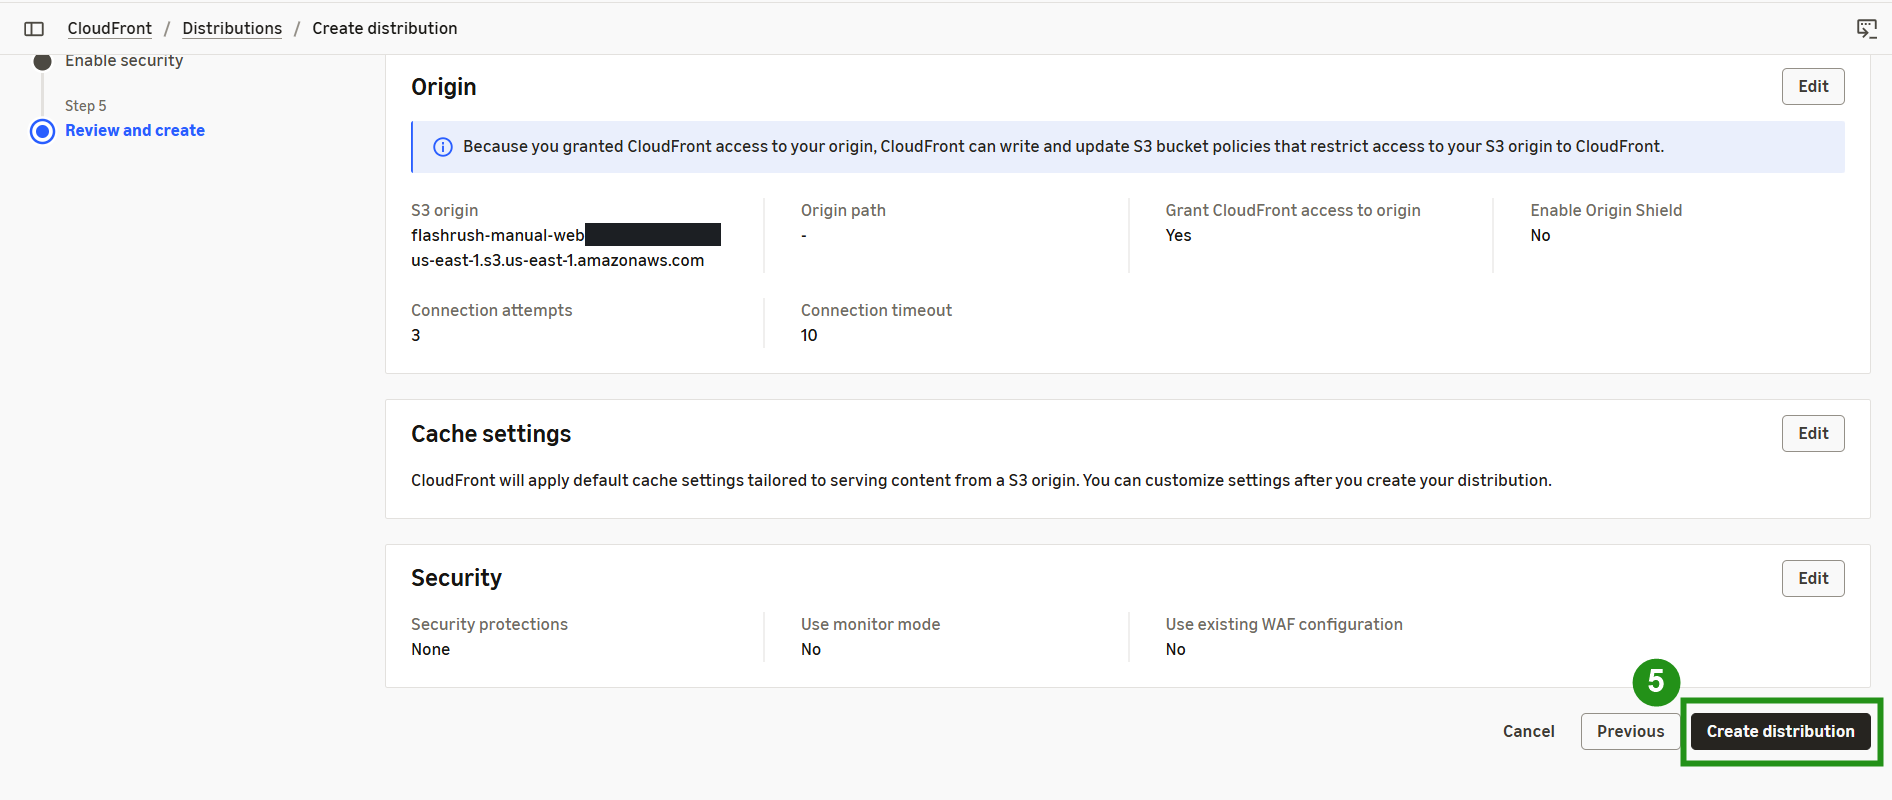 CloudFront / Distributions / Create distribution
Enable security
Step 5
Review and create
Origin
Edit
Because you granted CloudFront access to your origin, CloudFront can write and update S3 bucket policies that restrict access to your S3 origin to CloudFront.
S3 origin
flashrush-manual-web
us-east-1.s3.us-east-1.amazonaws.com
Origin path
-
Grant CloudFront access to origin
Yes
Enable Origin Shield
No
Connection attempts
3
Connection timeout
10
Cache settings
Edit
CloudFront will apply default cache settings tailored to serving content from a S3 origin. You can customize settings after you create your distribution.
Security
Edit
Security protections
None
Use monitor mode
No
Use existing WAF configuration
No
5
Cancel
Previous
Create distribution